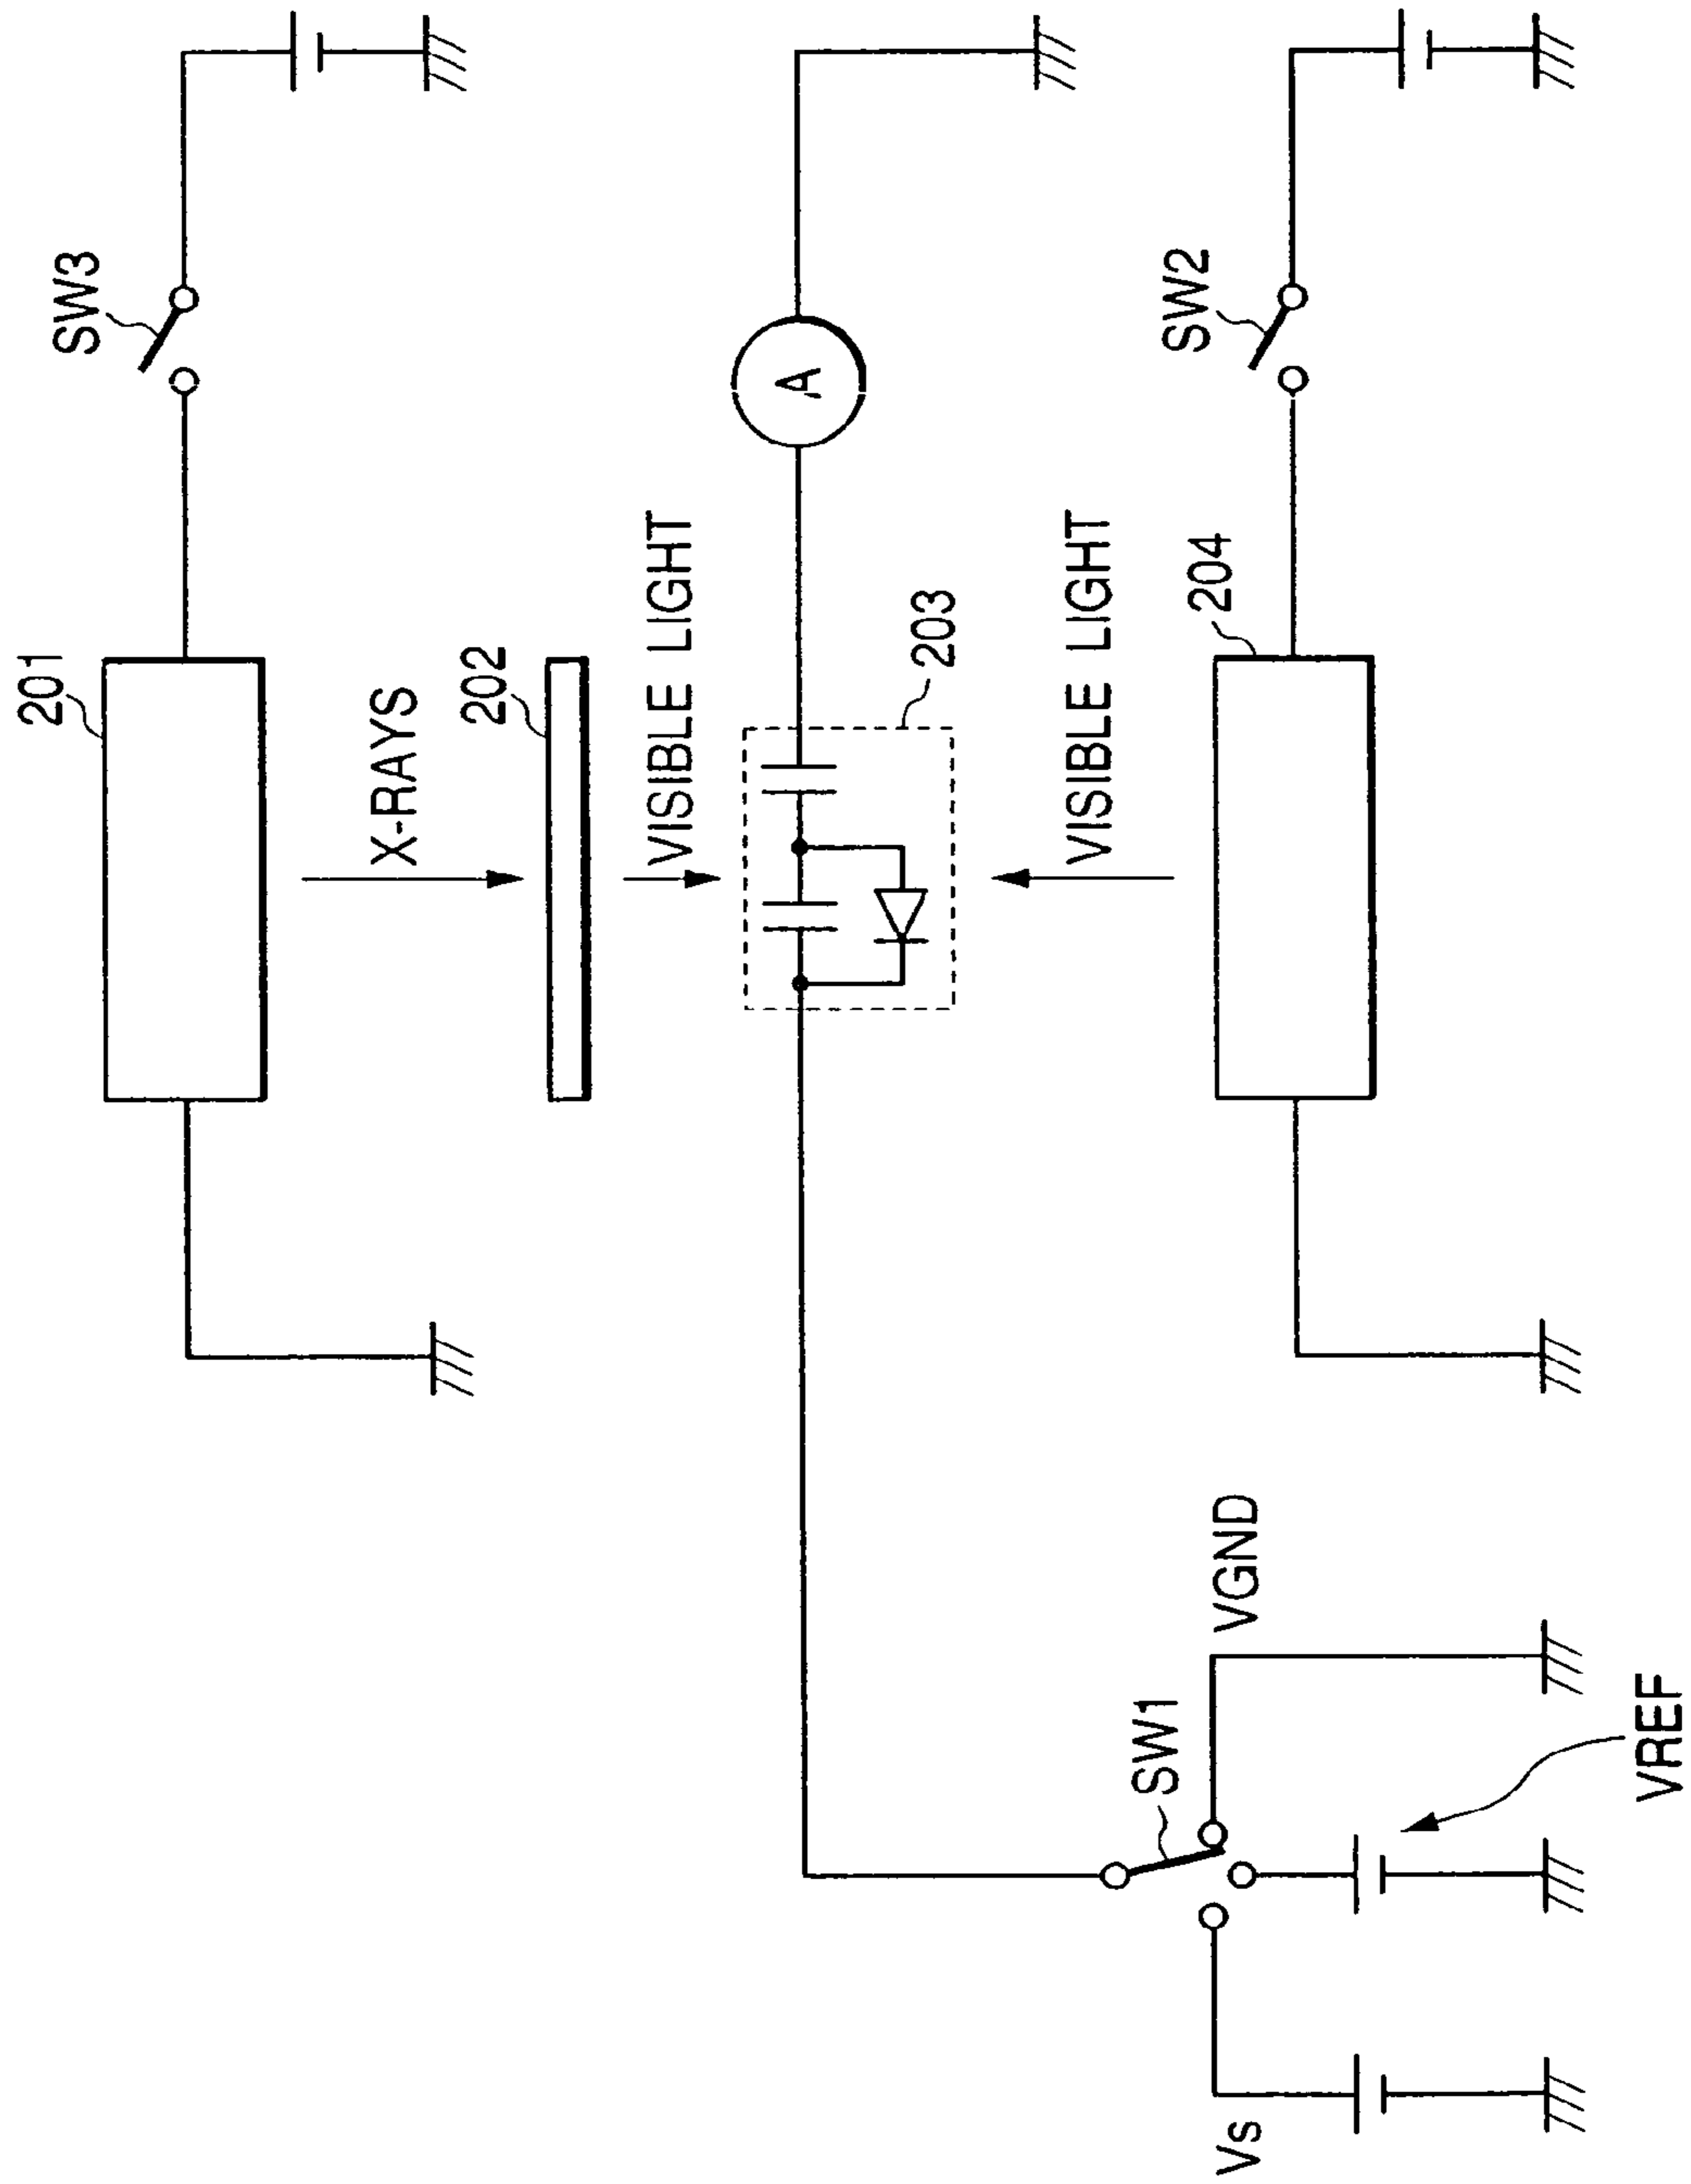 201
SW3
X-RAYS
202
VISIBLE LIGHT
A
203
VISIBLE LIGHT
204
SW2
SW1
VGND
Vs
VREF